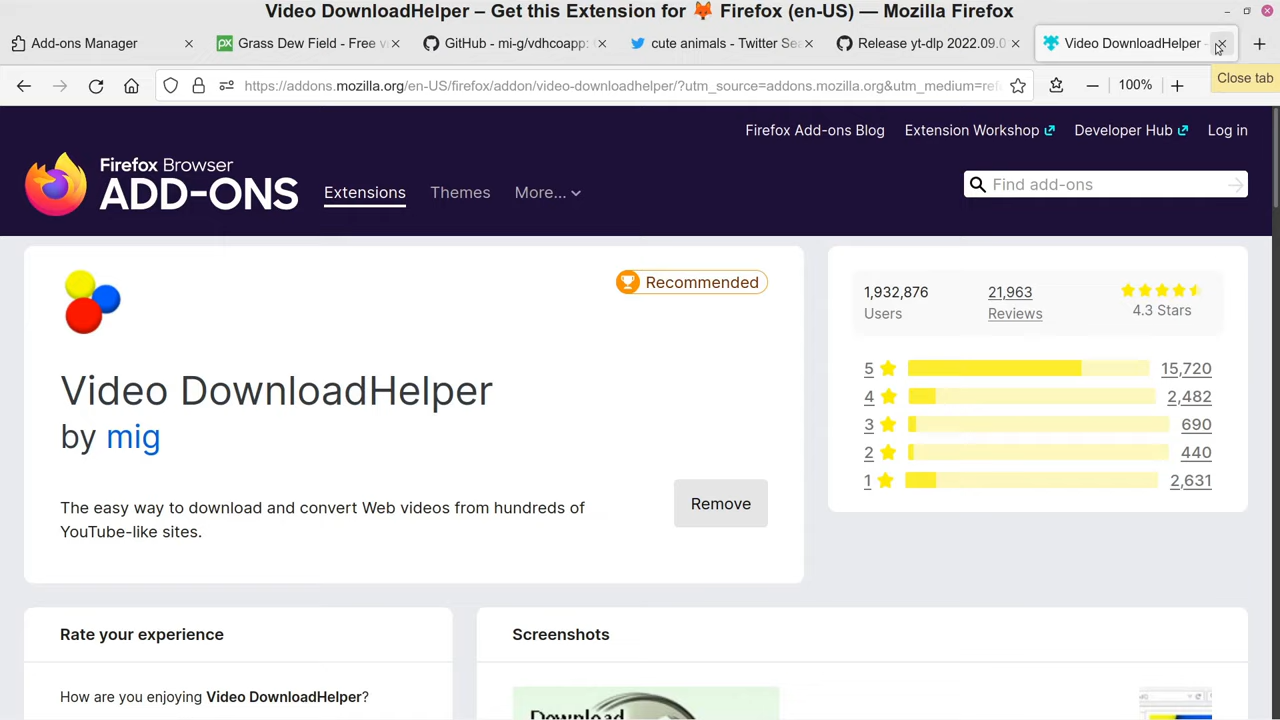 Video DownloadHelper – Get this Extension for 🦊 Firefox (en-US) — Mozilla Firefox
Add-ons Manager
Grass Dew Field - Free v
GitHub - mi-g/vdhcoapp:
cute animals - Twitter Sea
Release yt-dlp 2022.09.0
Video DownloadHelper -
Close tab
https://addons.mozilla.org/en-US/firefox/addon/video-downloadhelper/?utm_source=addons.mozilla.org&utm_medium=refe
100%
Firefox Add-ons Blog
Extension Workshop
Developer Hub
Log in
Firefox Browser
ADD-ONS
Extensions
Themes
More...
Find add-ons
Recommended
Video DownloadHelper
by mig
The easy way to download and convert Web videos from hundreds of
YouTube-like sites.
Remove
1,932,876
Users
21,963
Reviews
4.3 Stars
5 15,720
4 2,482
3 690
2 440
1 2,631
Rate your experience
How are you enjoying Video DownloadHelper?
Screenshots
Download